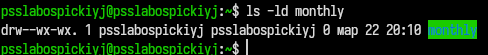 psslabospickiyj@psslabospickiyj:~$ ls -ld monthly
drw--wx-wx. 1 psslabospickiyj psslabospickiyj 0 мар 22 20:10 monthly
psslabospickiyj@psslabospickiyj:~$